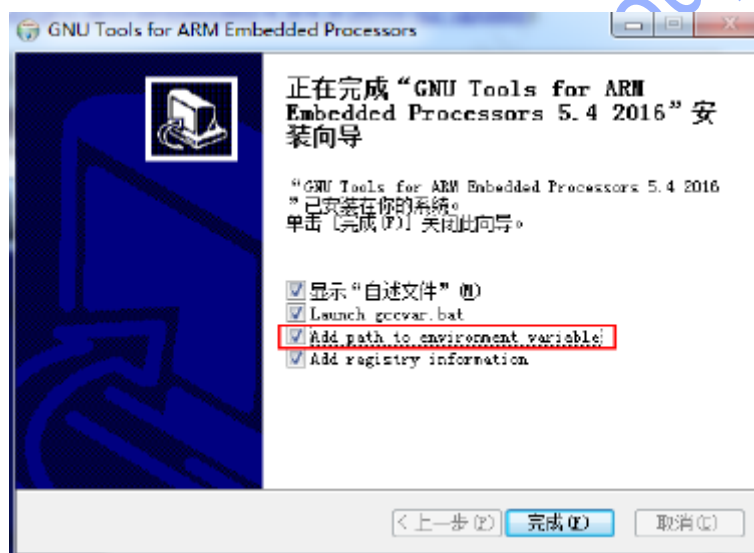 GNU Tools for ARM Embedded Processors
正在完成“GNU Tools for ARM
Embedded Processors 5.4 2016”安
装向导
“GNU Tools for ARM Embedded Processors 5.4 2016
”已安装在你的系统。
单击 [完成(F)] 关闭此向导。
显示“自述文件”(M)
Launch gccvar.bat
Add path to environment variable
Add registry information
<上一步(P) 完成(F) 取消(C)